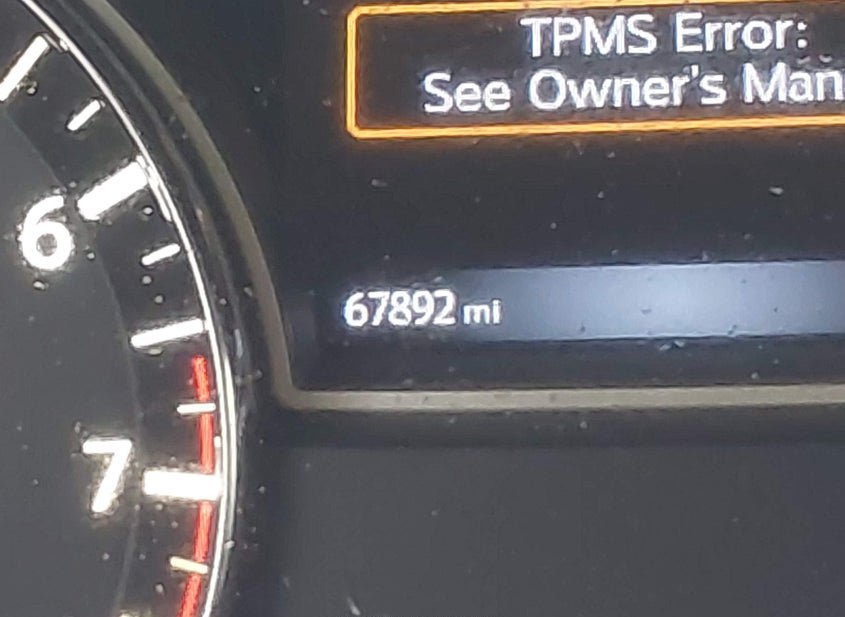 TPMS Error:
See Owner's Man
67892 mi
6
7